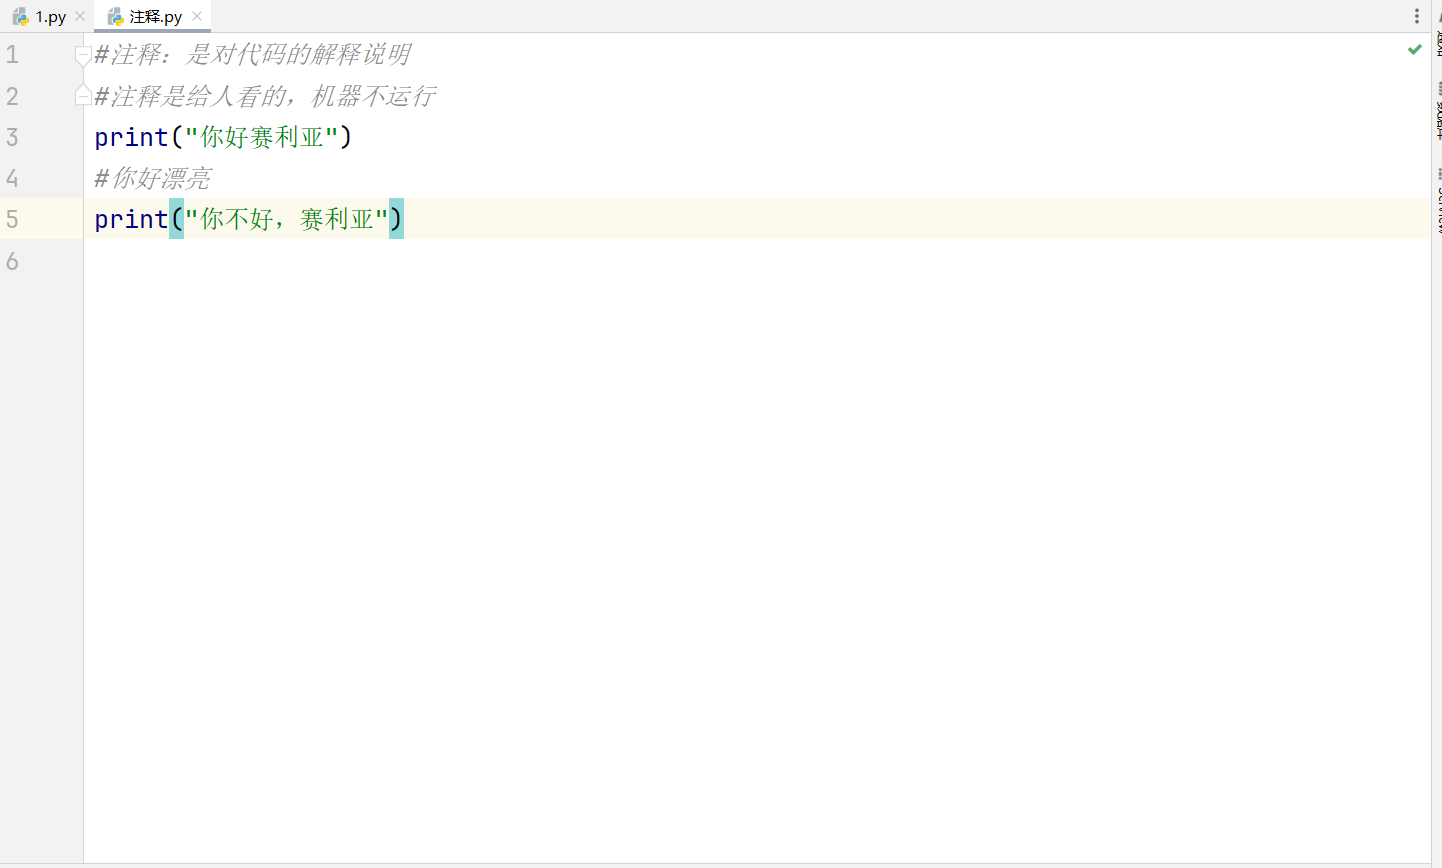 1.py
注释.py
1 #注释：是对代码的解释说明
2 #注释是给人看的，机器不运行
3 print("你好赛利亚")
4 #你好漂亮
5 print("你不好，赛利亚")
6